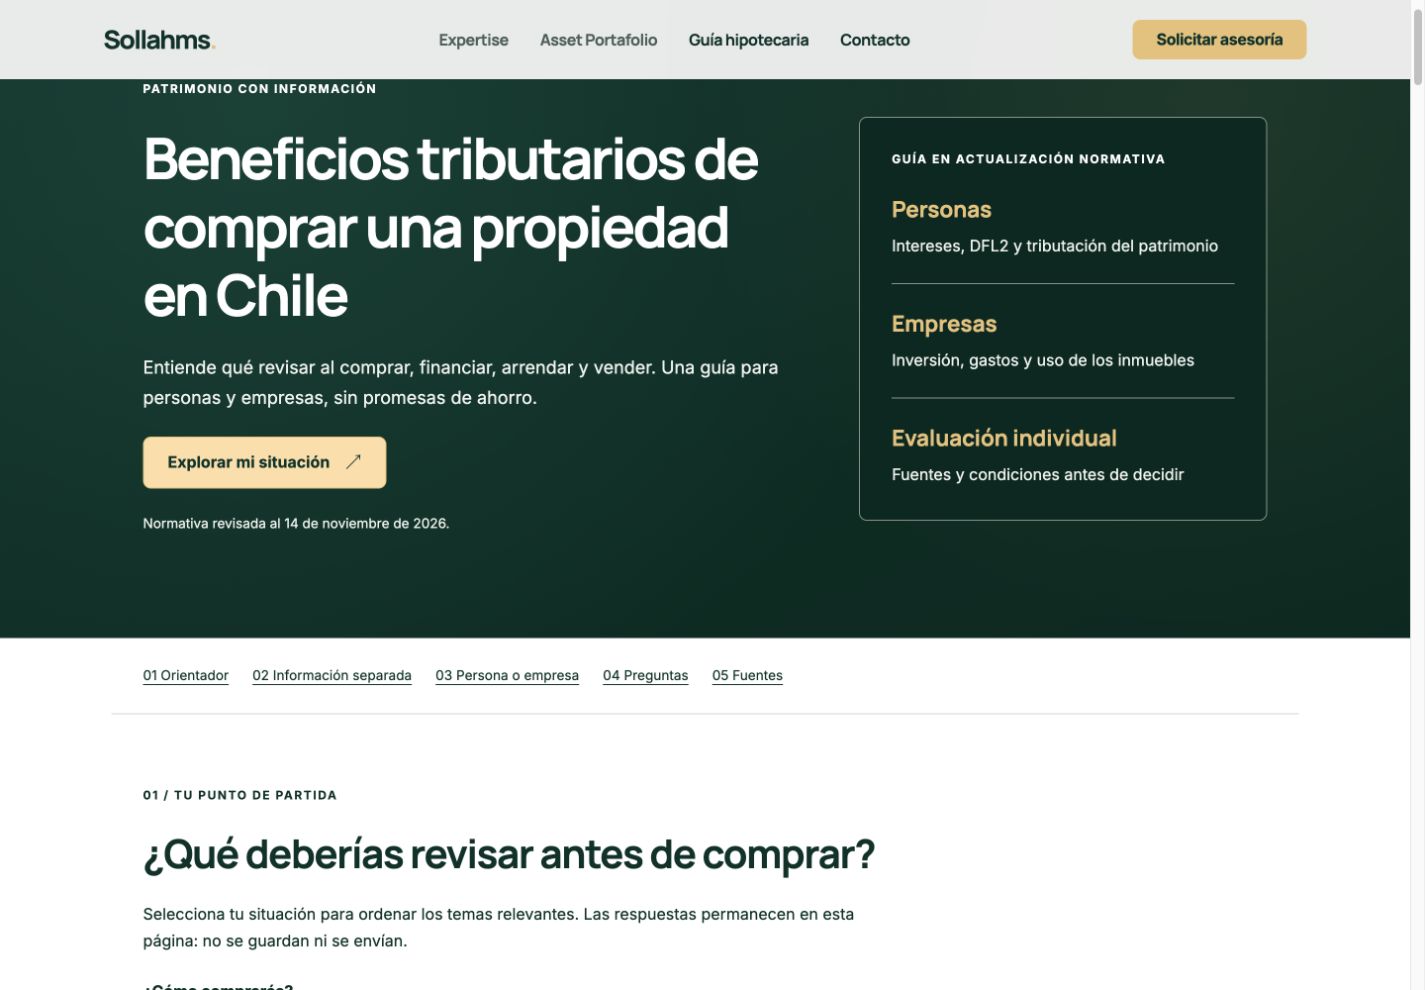 Sollahms.
Expertise
Asset Portafolio
Guía hipotecaria
Contacto
Solicitar asesoría
PATRIMONIO CON INFORMACIÓN
Beneficios tributarios de
comprar una propiedad
en Chile
Entiende qué revisar al comprar, financiar, arrendar y vender. Una guía para
personas y empresas, sin promesas de ahorro.
Explorar mi situación
Normativa revisada al 14 de noviembre de 2026.
GUÍA EN ACTUALIZACIÓN NORMATIVA
Personas
Intereses, DFL2 y tributación del patrimonio
Empresas
Inversión, gastos y uso de los inmuebles
Evaluación individual
Fuentes y condiciones antes de decidir
01 Orientador
02 Información separada
03 Persona o empresa
04 Preguntas
05 Fuentes
01 / TU PUNTO DE PARTIDA
¿Qué deberías revisar antes de comprar?
Selecciona tu situación para ordenar los temas relevantes. Las respuestas permanecen en esta
página: no se guardan ni se envían.
¿Cómo comprarás?